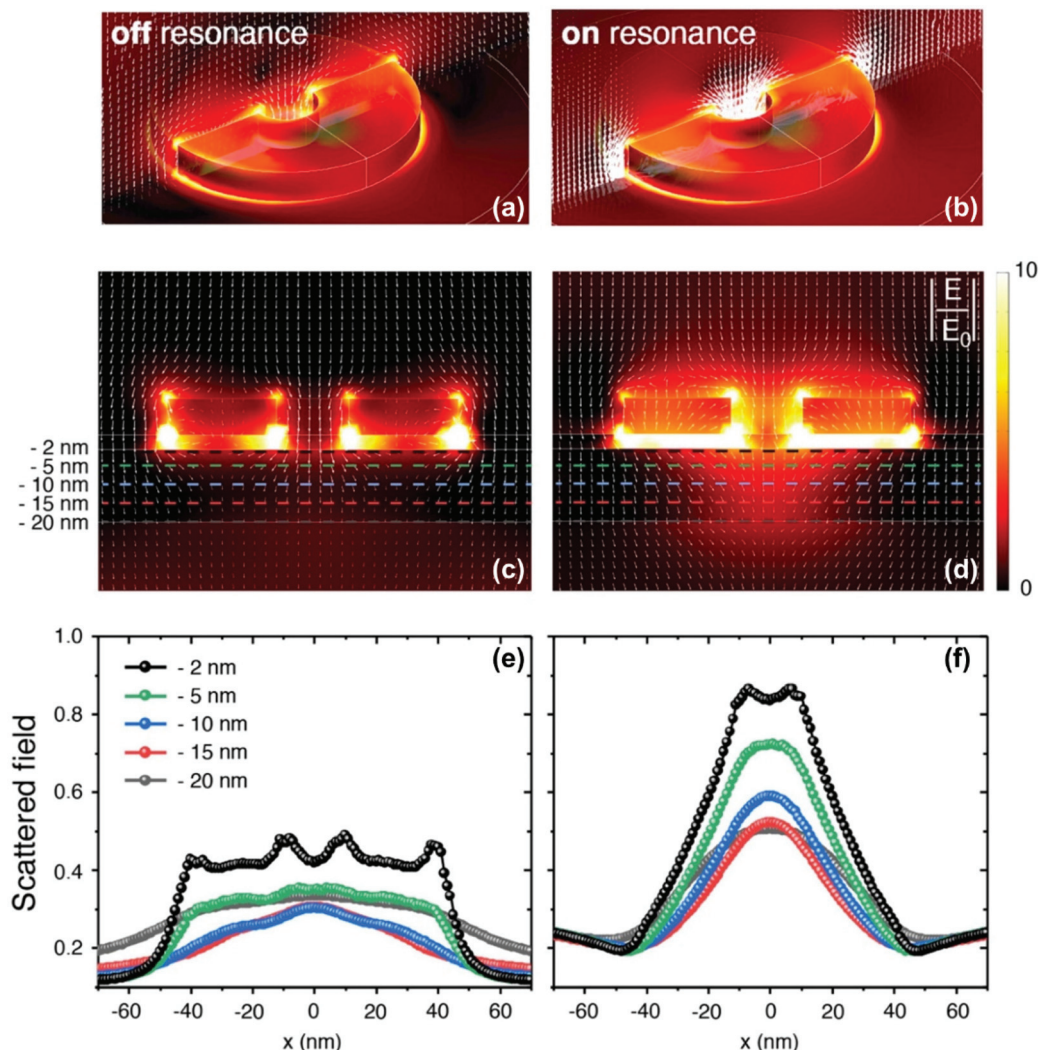 off resonance
(a)
on resonance
(b)
- 2 nm
- 5 nm
- 10 nm
- 15 nm
- 20 nm
(c)
(d)
|E/E0|
10
0
Scattered field
1.0
0.8
0.6
0.4
0.2
- 2 nm
- 5 nm
- 10 nm
- 15 nm
- 20 nm
(e)
-60 -40 -20 0 20 40 60
x (nm)
(f)
-60 -40 -20 0 20 40 60
x (nm)